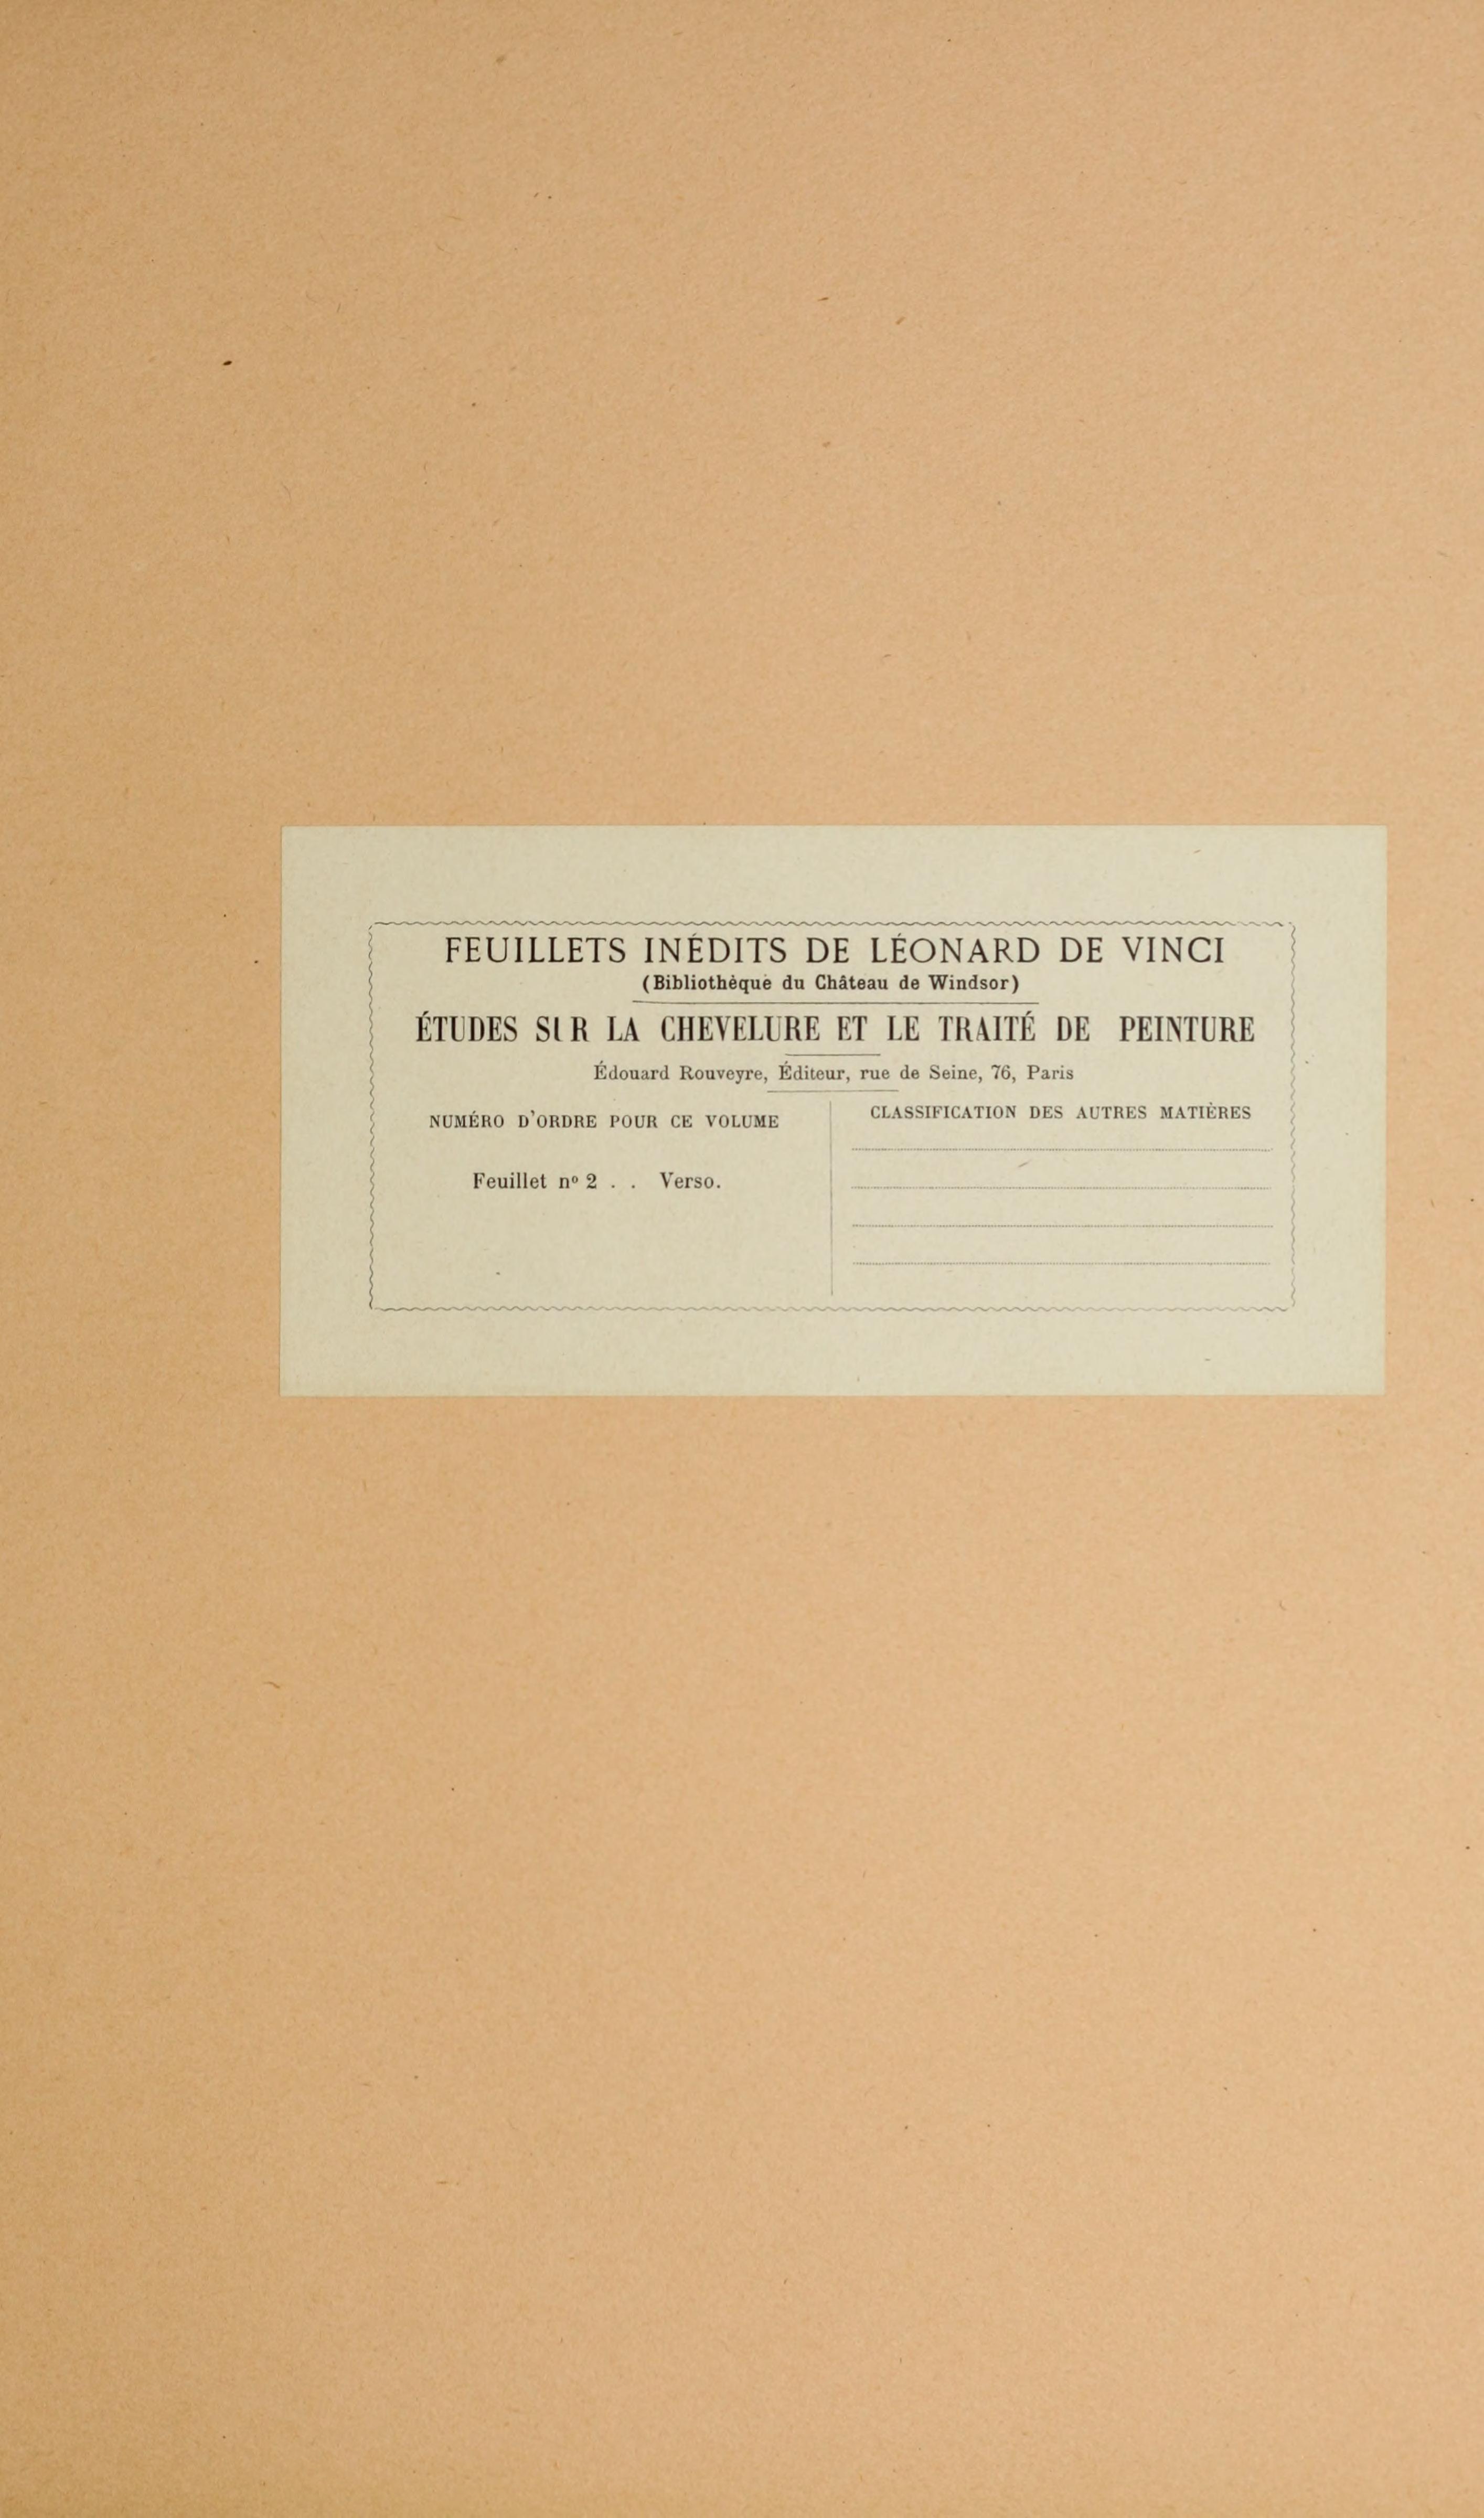 FEUILLETS INÉDITS DE LÉONARD DE VINCI
(Bibliothèque du Château de Windsor)
ÉTUDES SUR LA CHEVELURE ET LE TRAITÉ DE PEINTURE
Édouard Rouveyre, Éditeur, rue de Seine, 76, Paris
NUMÉRO D'ORDRE POUR CE VOLUME
Feuillet nº 2 . . Verso.
CLASSIFICATION DES AUTRES MATIÈRES